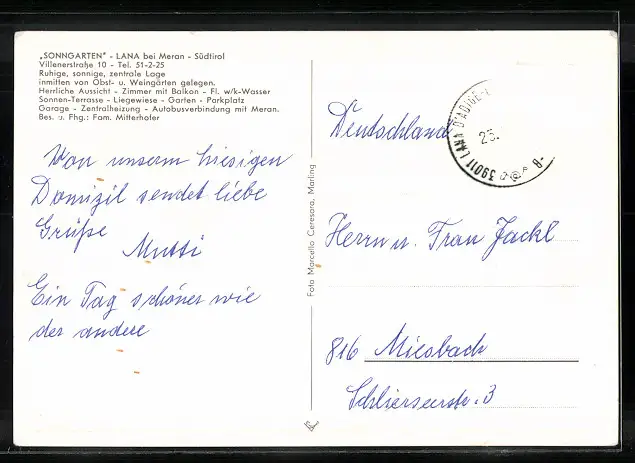 „SONNGARTEN" - LANA bei Meran - Südtirol
Villenerstraße 10 - Tel. 51-2-25
Ruhige, sonnige, zentrale Lage
inmitten von Obst- u. Weingärten gelegen.
Herrliche Aussicht - Zimmer mit Balkon - Fl. w/k-Wasser
Sonnen-Terrasse - Liegewiese - Garten - Parkplatz
Garage - Zentralheizung - Autobusverbindung mit Meran.
Bes. u. Fhg.: Fam. Mitterhofer
Von unserm hiesigen
Domizil sendet liebe
Grüße
Mutti
Ein Tag schöner wie
der andere
Foto Marcello Ceresara, Marling
39011 LANA D'ADIGE
23.
Deutschland
Herrn u. Frau Jackl
816 Miesbach
Schlierseerstr. 3